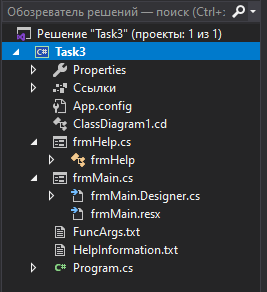 Обозреватель решений — поиск (Ctrl+;
Решение "Task3" (проекты: 1 из 1)
C# Task3
Properties
Ссылки
App.config
ClassDiagram1.cd
frmHelp.cs
frmHelp
frmMain.cs
frmMain.Designer.cs
frmMain.resx
FuncArgs.txt
HelpInformation.txt
C# Program.cs